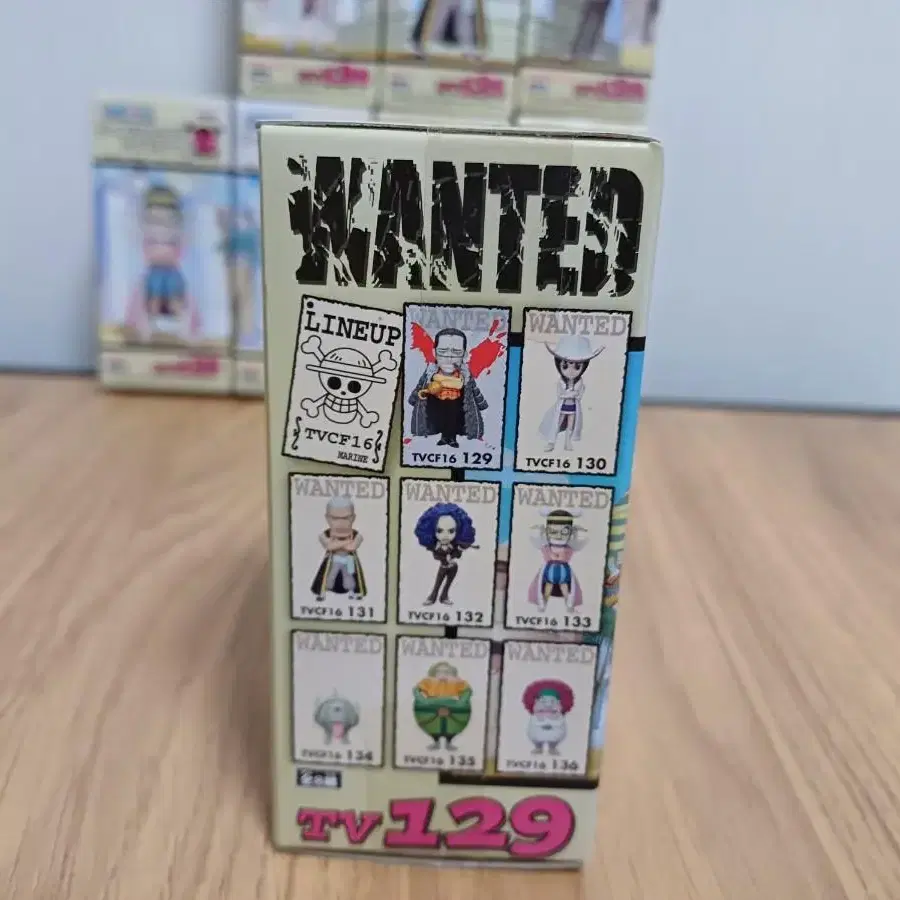 WANTED
LINEUP
TVCF16
MARINE
WANTED
TVCF16 129
WANTED
TVCF16 130
WANTED
TVCF16 131
WANTED
TVCF16 132
WANTED
TVCF16 133
WANTED
TVCF16 134
WANTED
TVCF16 135
WANTED
TVCF16 136
TV 129